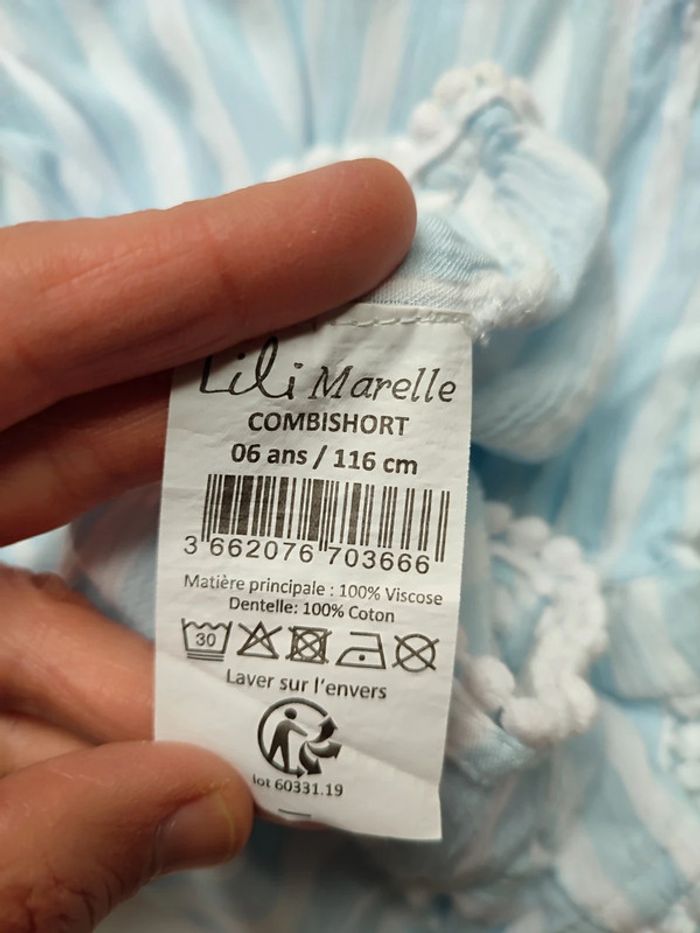 Lili Marelle
COMBISHORT
06 ans / 116 cm
3 662076 703666
Matière principale : 100% Viscose
Dentelle: 100% Coton
30
Laver sur l'envers
lot 60331.19